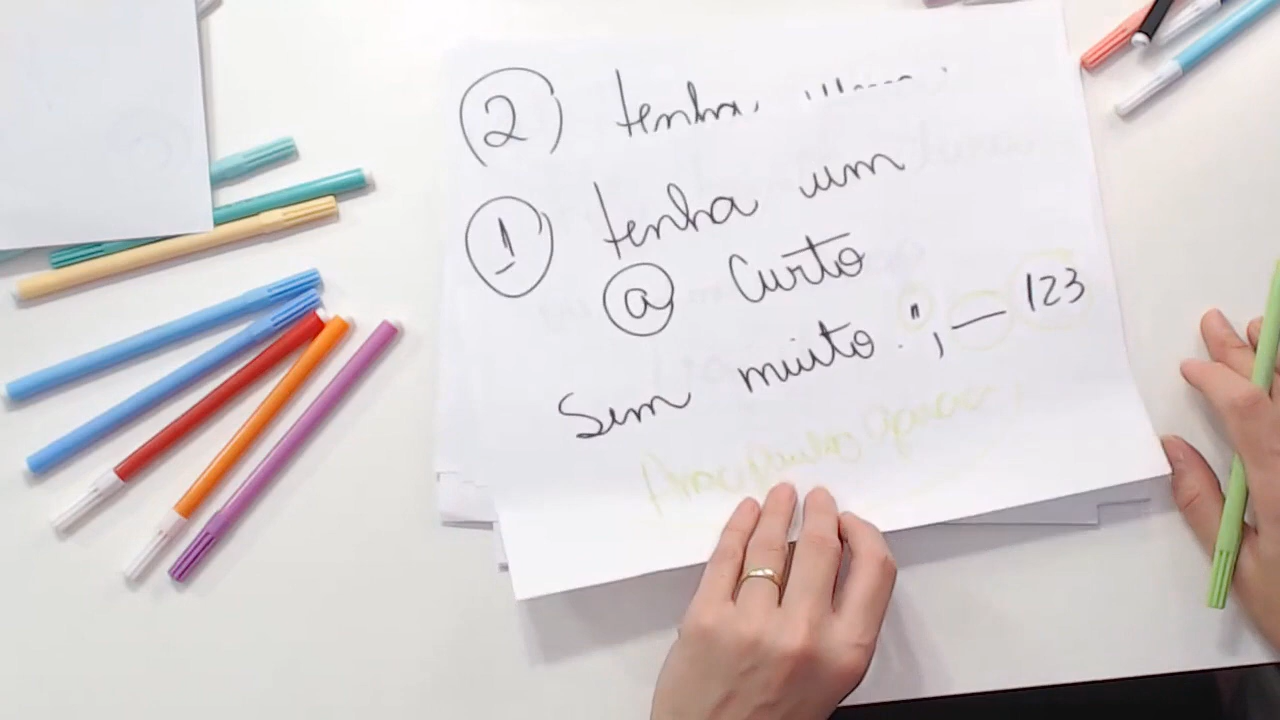 ② tenha
① tenha um
ⓐ Curto
Sem muito . " , — 123